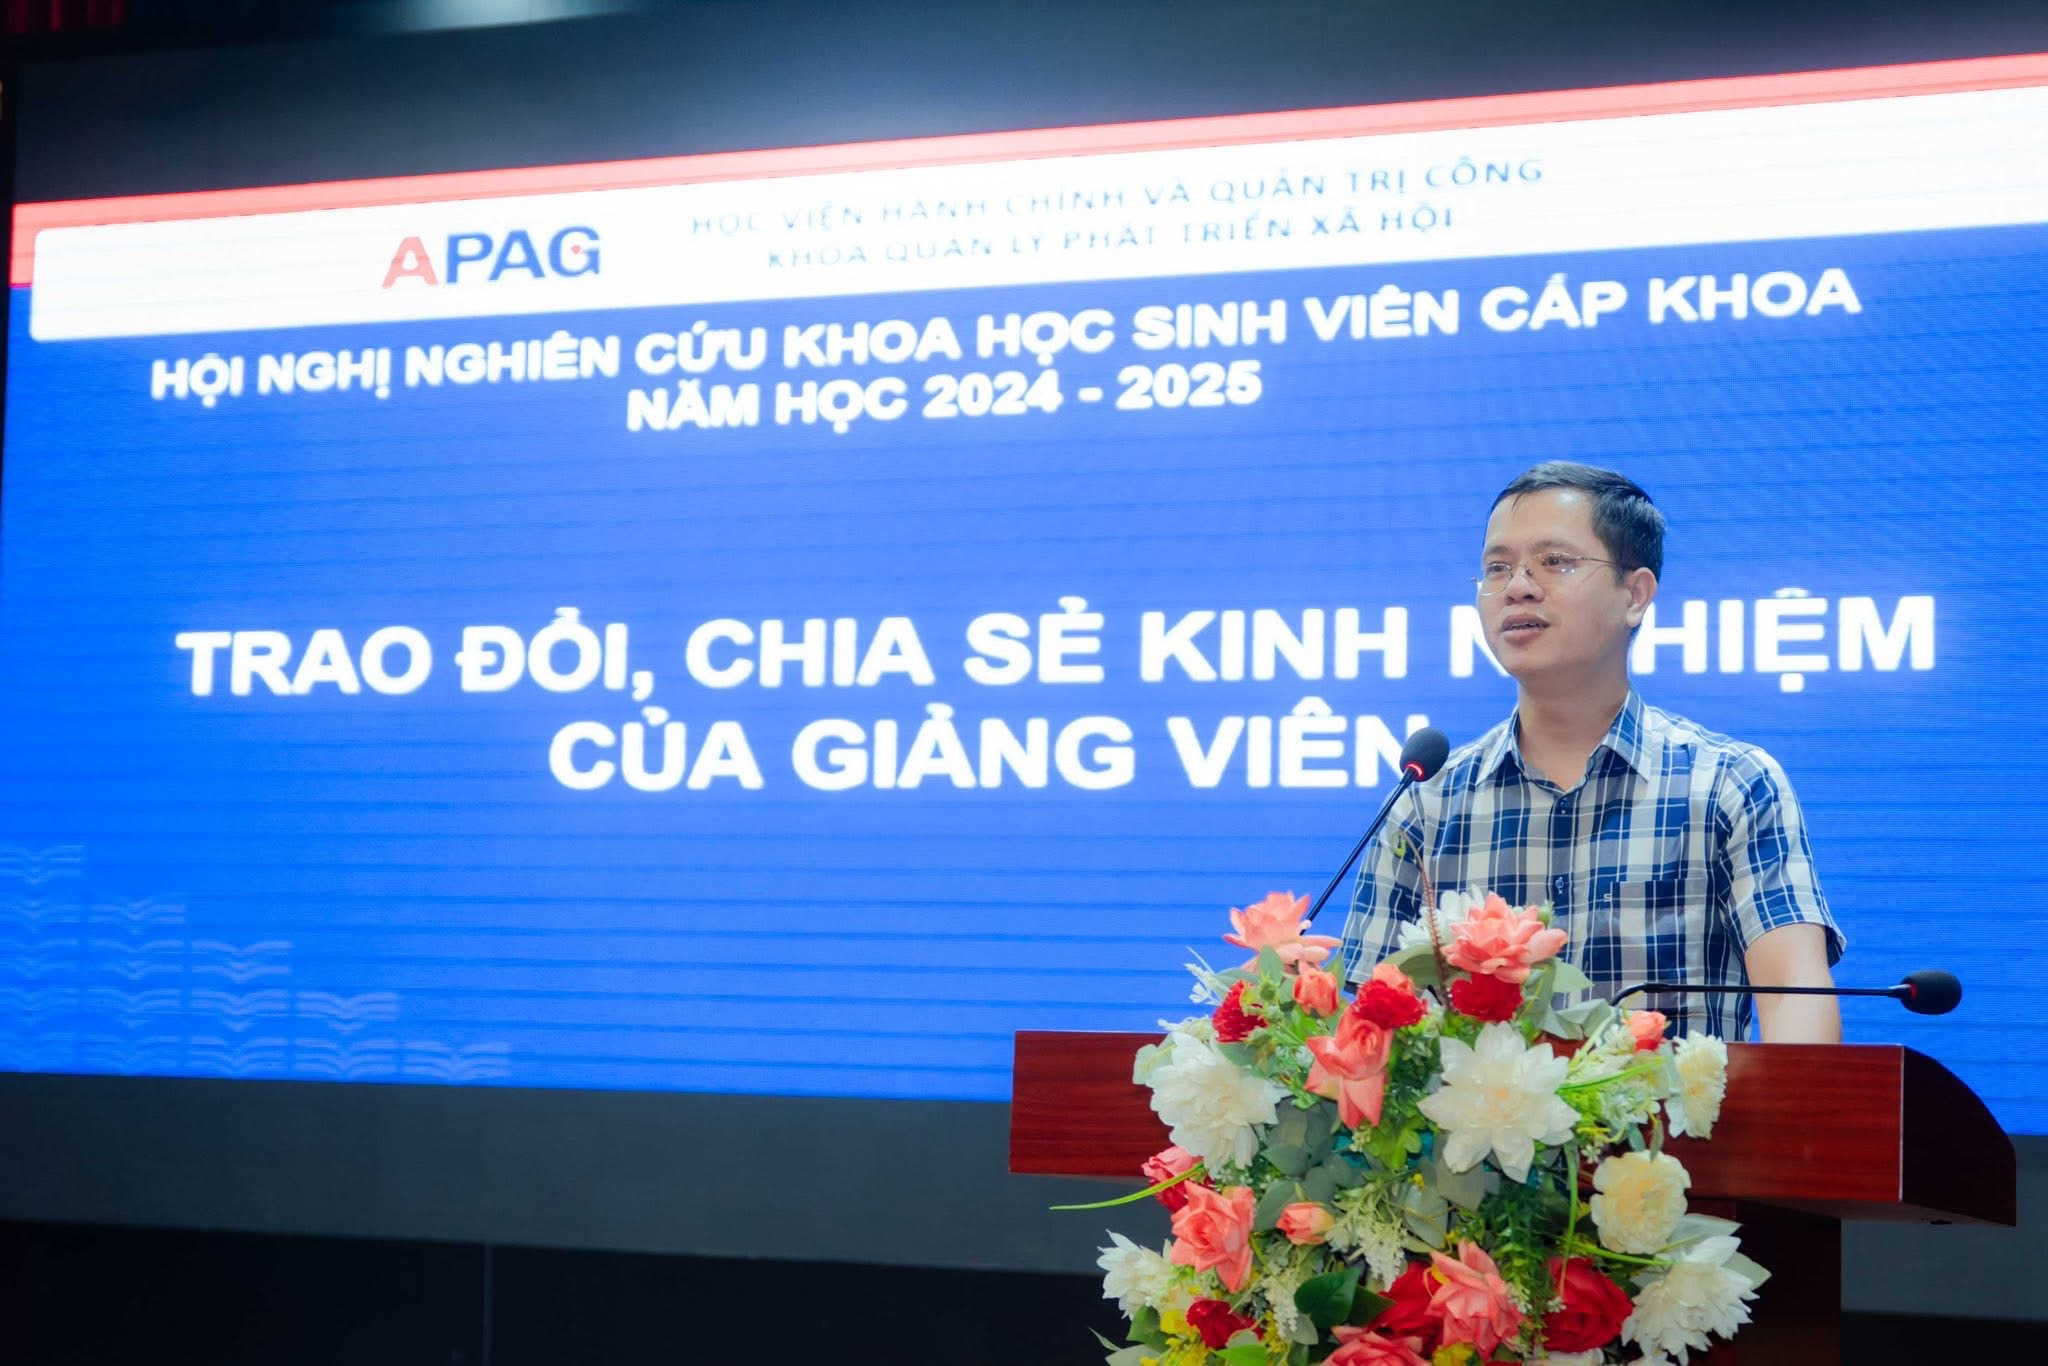 APAG
HỌC VIỆN HÀNH CHÍNH VÀ QUẢN TRỊ CÔNG
KHOA QUẢN LÝ PHÁT TRIỂN XÃ HỘI
HỘI NGHỊ NGHIÊN CỨU KHOA HỌC SINH VIÊN CẤP KHOA
NĂM HỌC 2024 - 2025
TRAO ĐỔI, CHIA SẺ KINH NGHIỆM
CỦA GIẢNG VIÊN